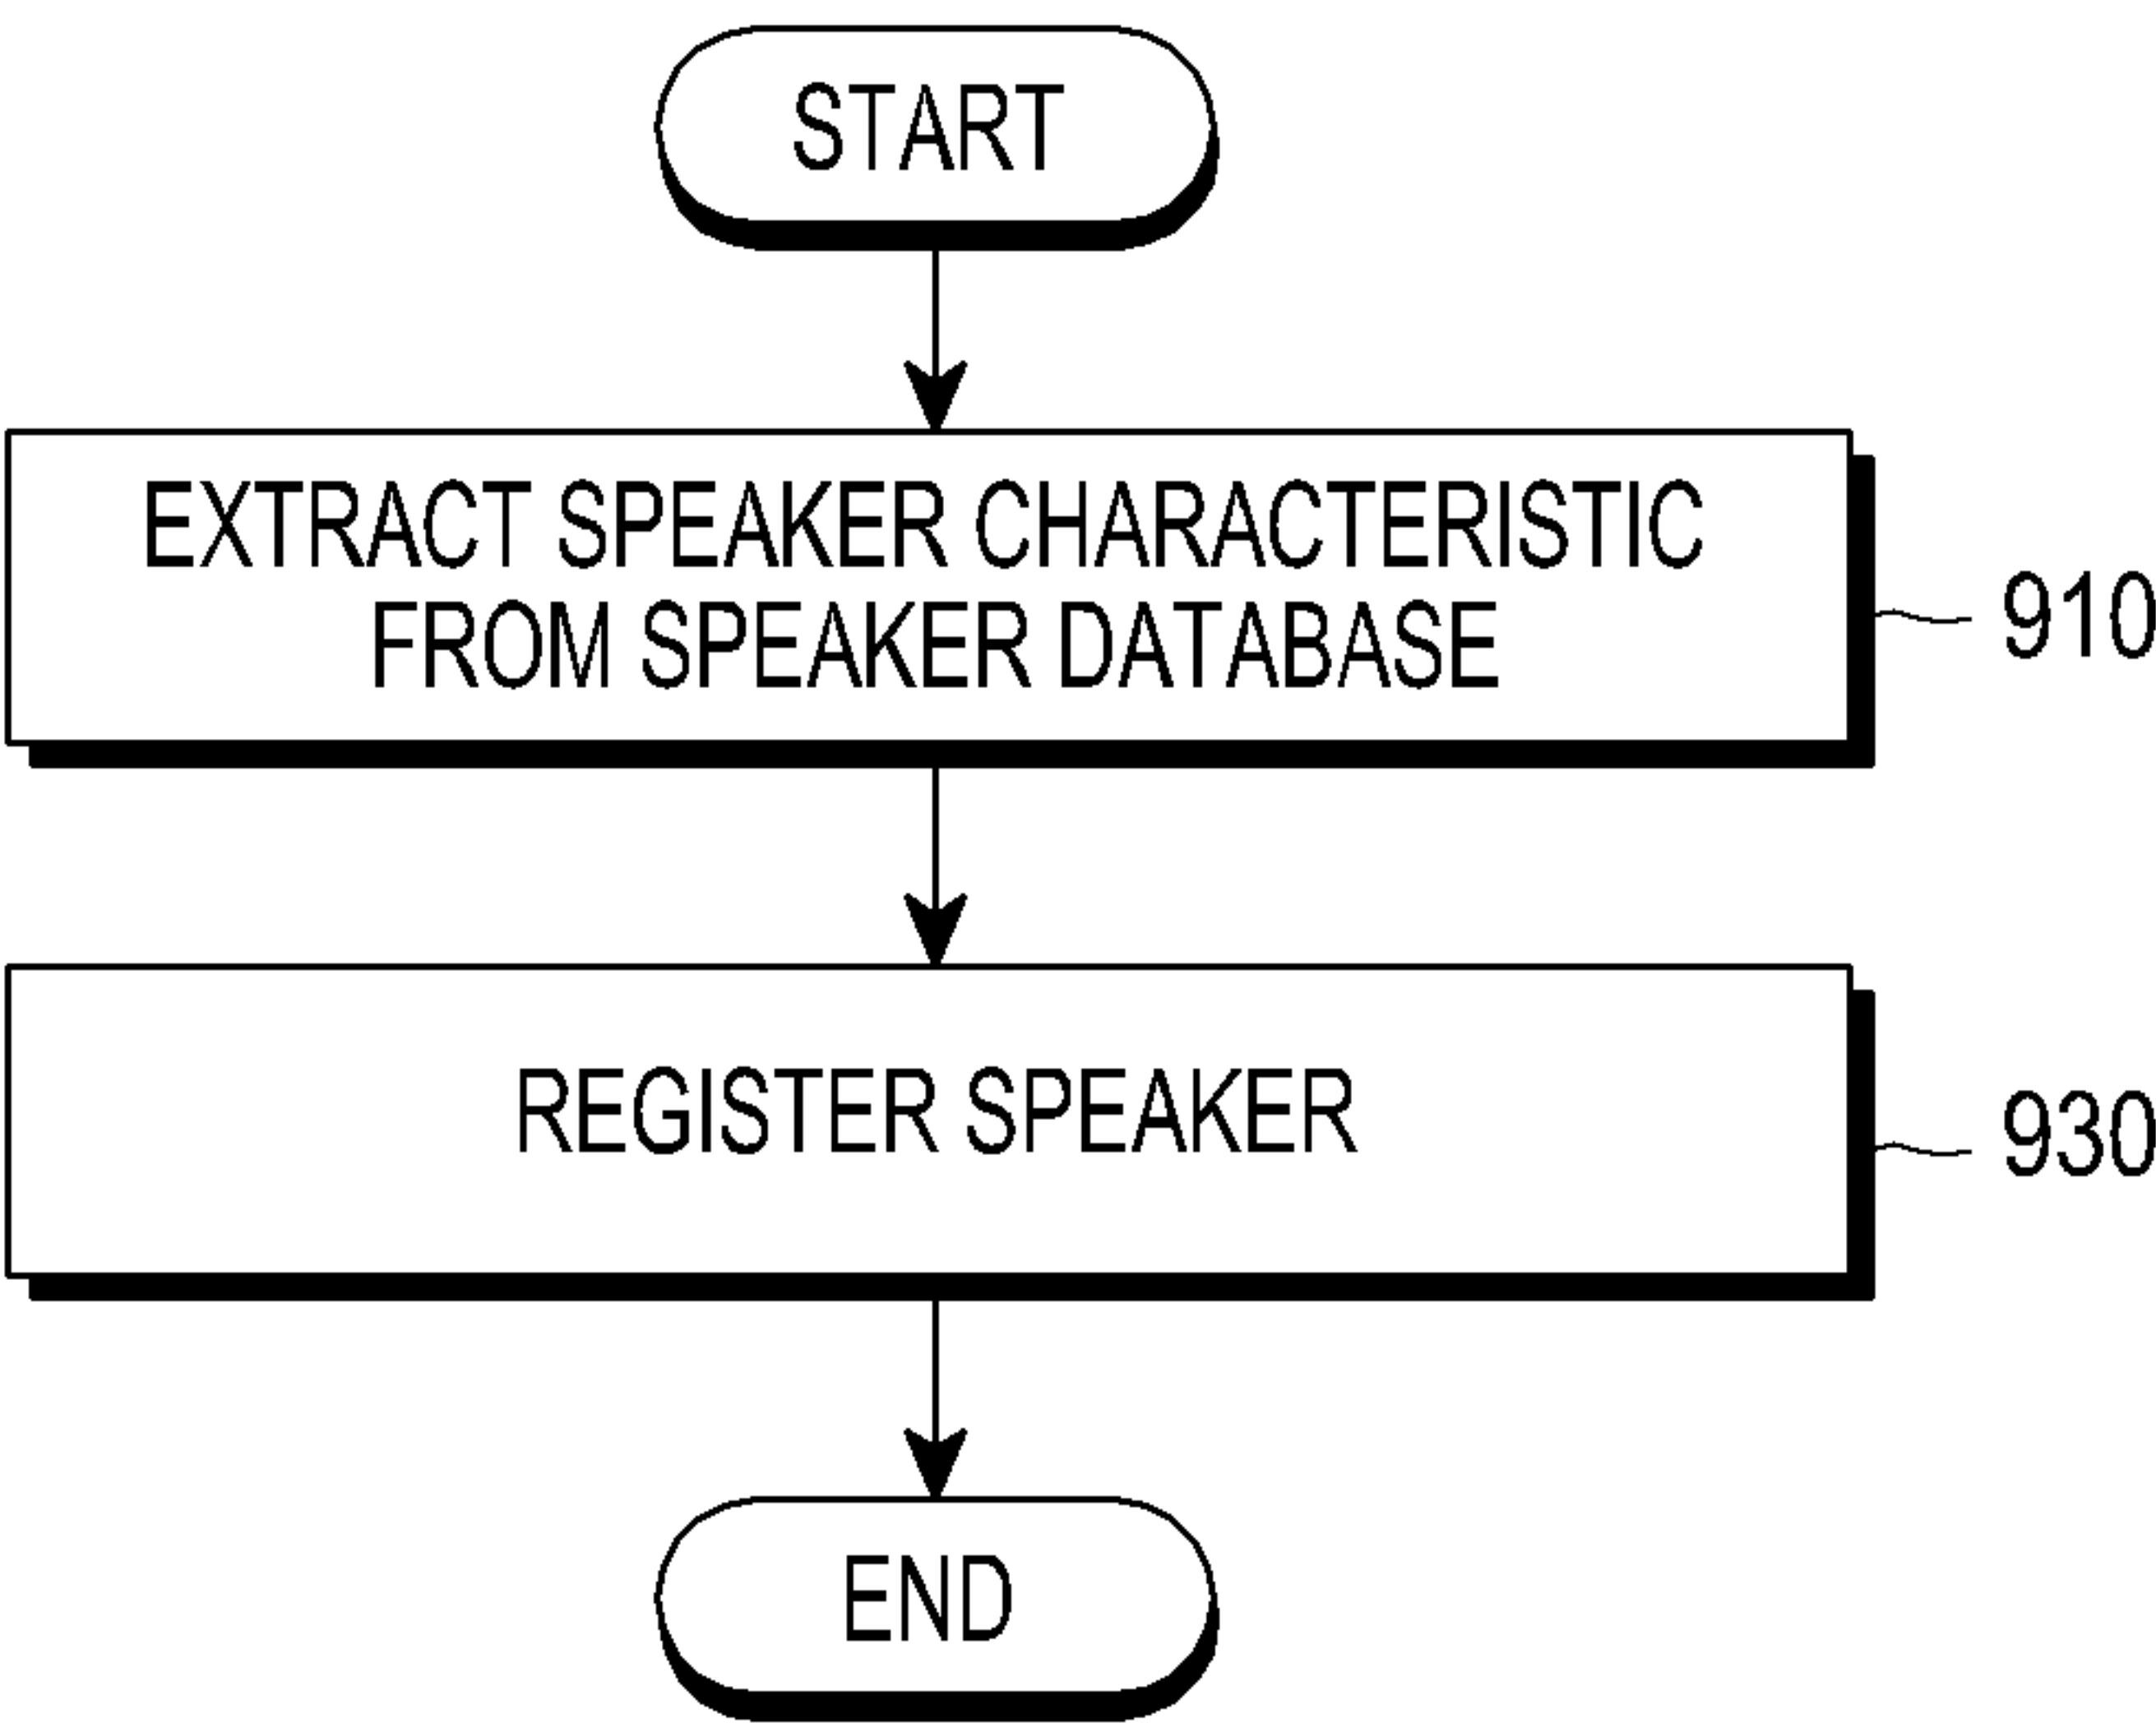 START
EXTRACT SPEAKER CHARACTERISTIC
FROM SPEAKER DATABASE
910
REGISTER SPEAKER
930
END